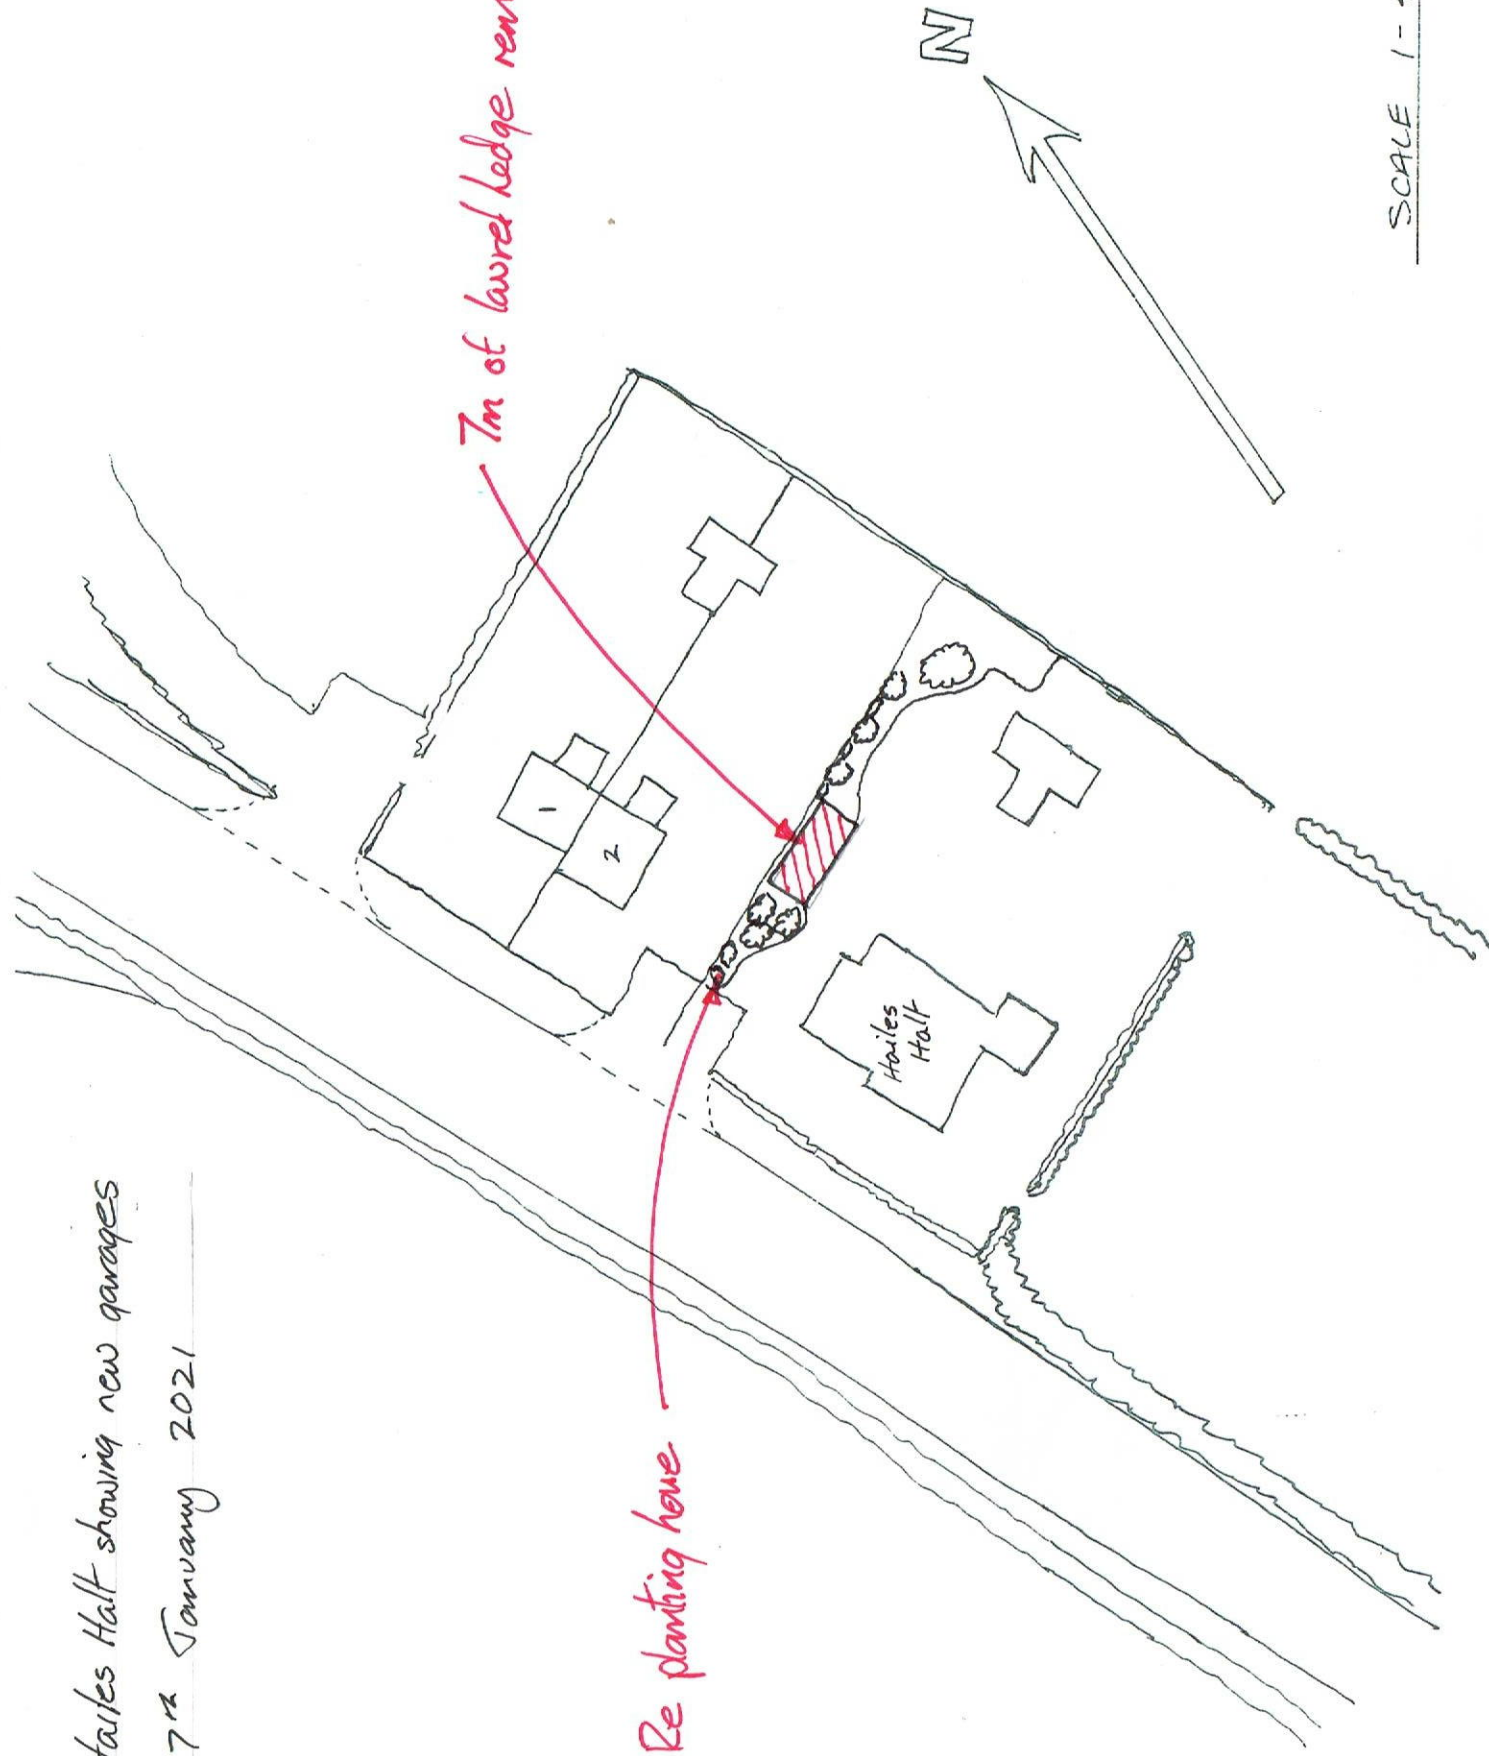 Hailes Halt showing new garages
7th January 2021
7m of laurel hedge
Re planting here
1
2
Hailes
Halt
N
SCALE 1-